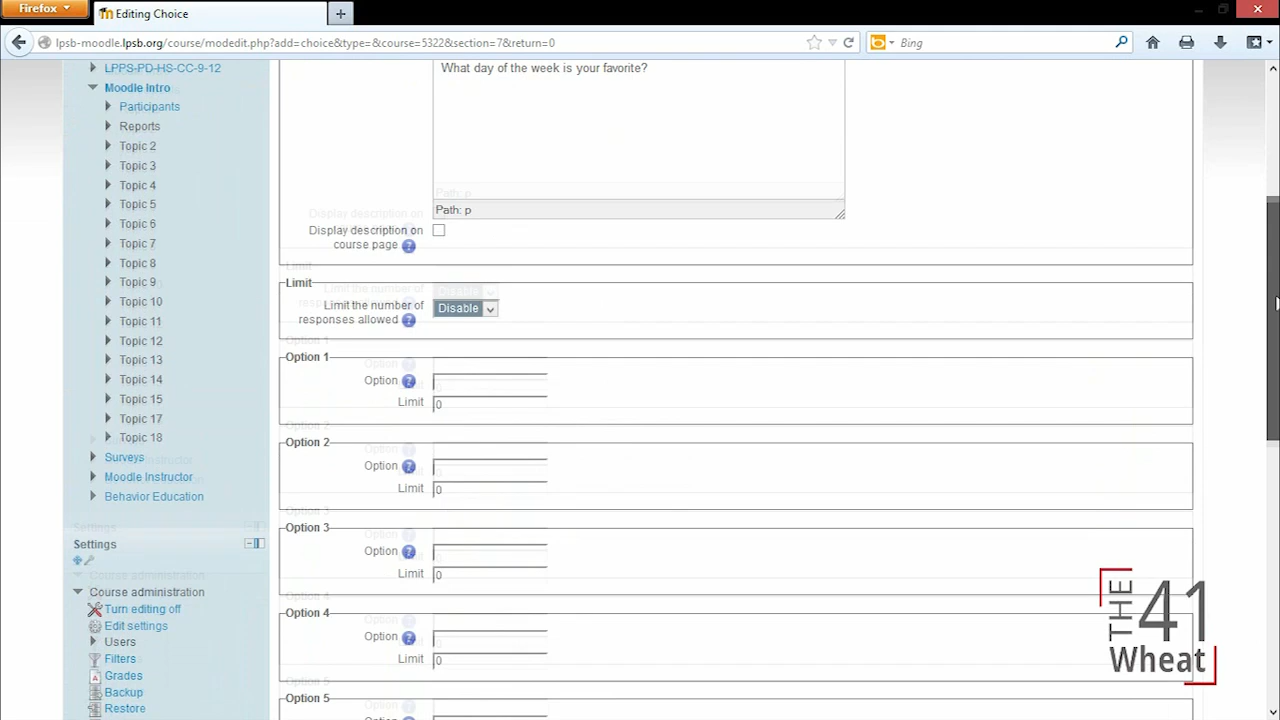 Firefox
Editing Choice
lpsb-moodle.lpsb.org/course/modedit.php?add=choice&type=&course=5322&section=7&return=0
Bing
LPPS-PD-HS-CC-9-12
Moodle Intro
Participants
Reports
Topic 2
Topic 3
Topic 4
Topic 5
Topic 6
Topic 7
Topic 8
Topic 9
Topic 10
Topic 11
Topic 12
Topic 13
Topic 14
Topic 15
Topic 17
Topic 18
Surveys
Moodle Instructor
Behavior Education
Settings
Course administration
Turn editing off
Edit settings
Users
Filters
Grades
Backup
Restore
What day of the week is your favorite?
Path: p
Display description on
course page
Limit
Limit the number of
responses allowed
Disable
Option 1
Option
Limit 0
Option 2
Option
Limit 0
Option 3
Option
Limit 0
Option 4
Option
Limit 0
Option 5
THE 41
Wheat